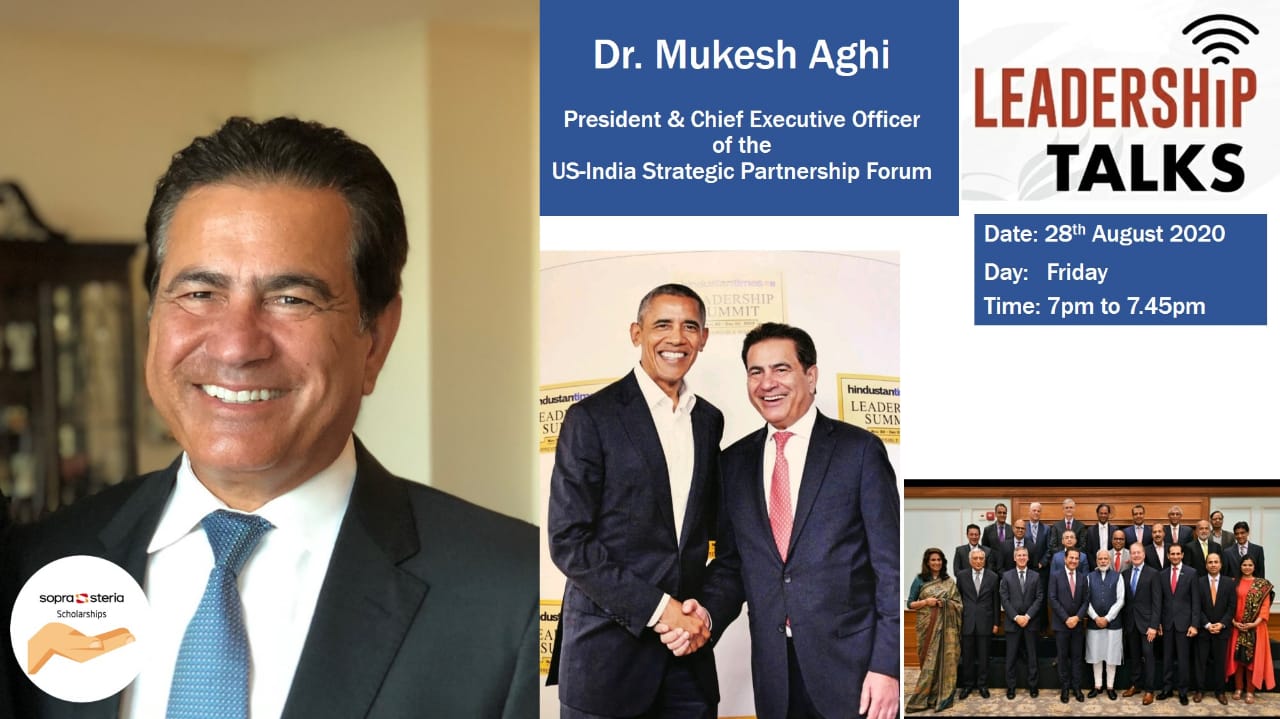 Dr. Mukesh Aghi
President & Chief Executive Officer
of the
US-India Strategic Partnership Forum
LEADERSHiP
TALKS
Date: 28th August 2020
Day: Friday
Time: 7pm to 7.45pm
hindustantimes
LEADERSHIP
SUMMIT
hindustanti
LEADER
SUMM
sopra steria
Scholarships